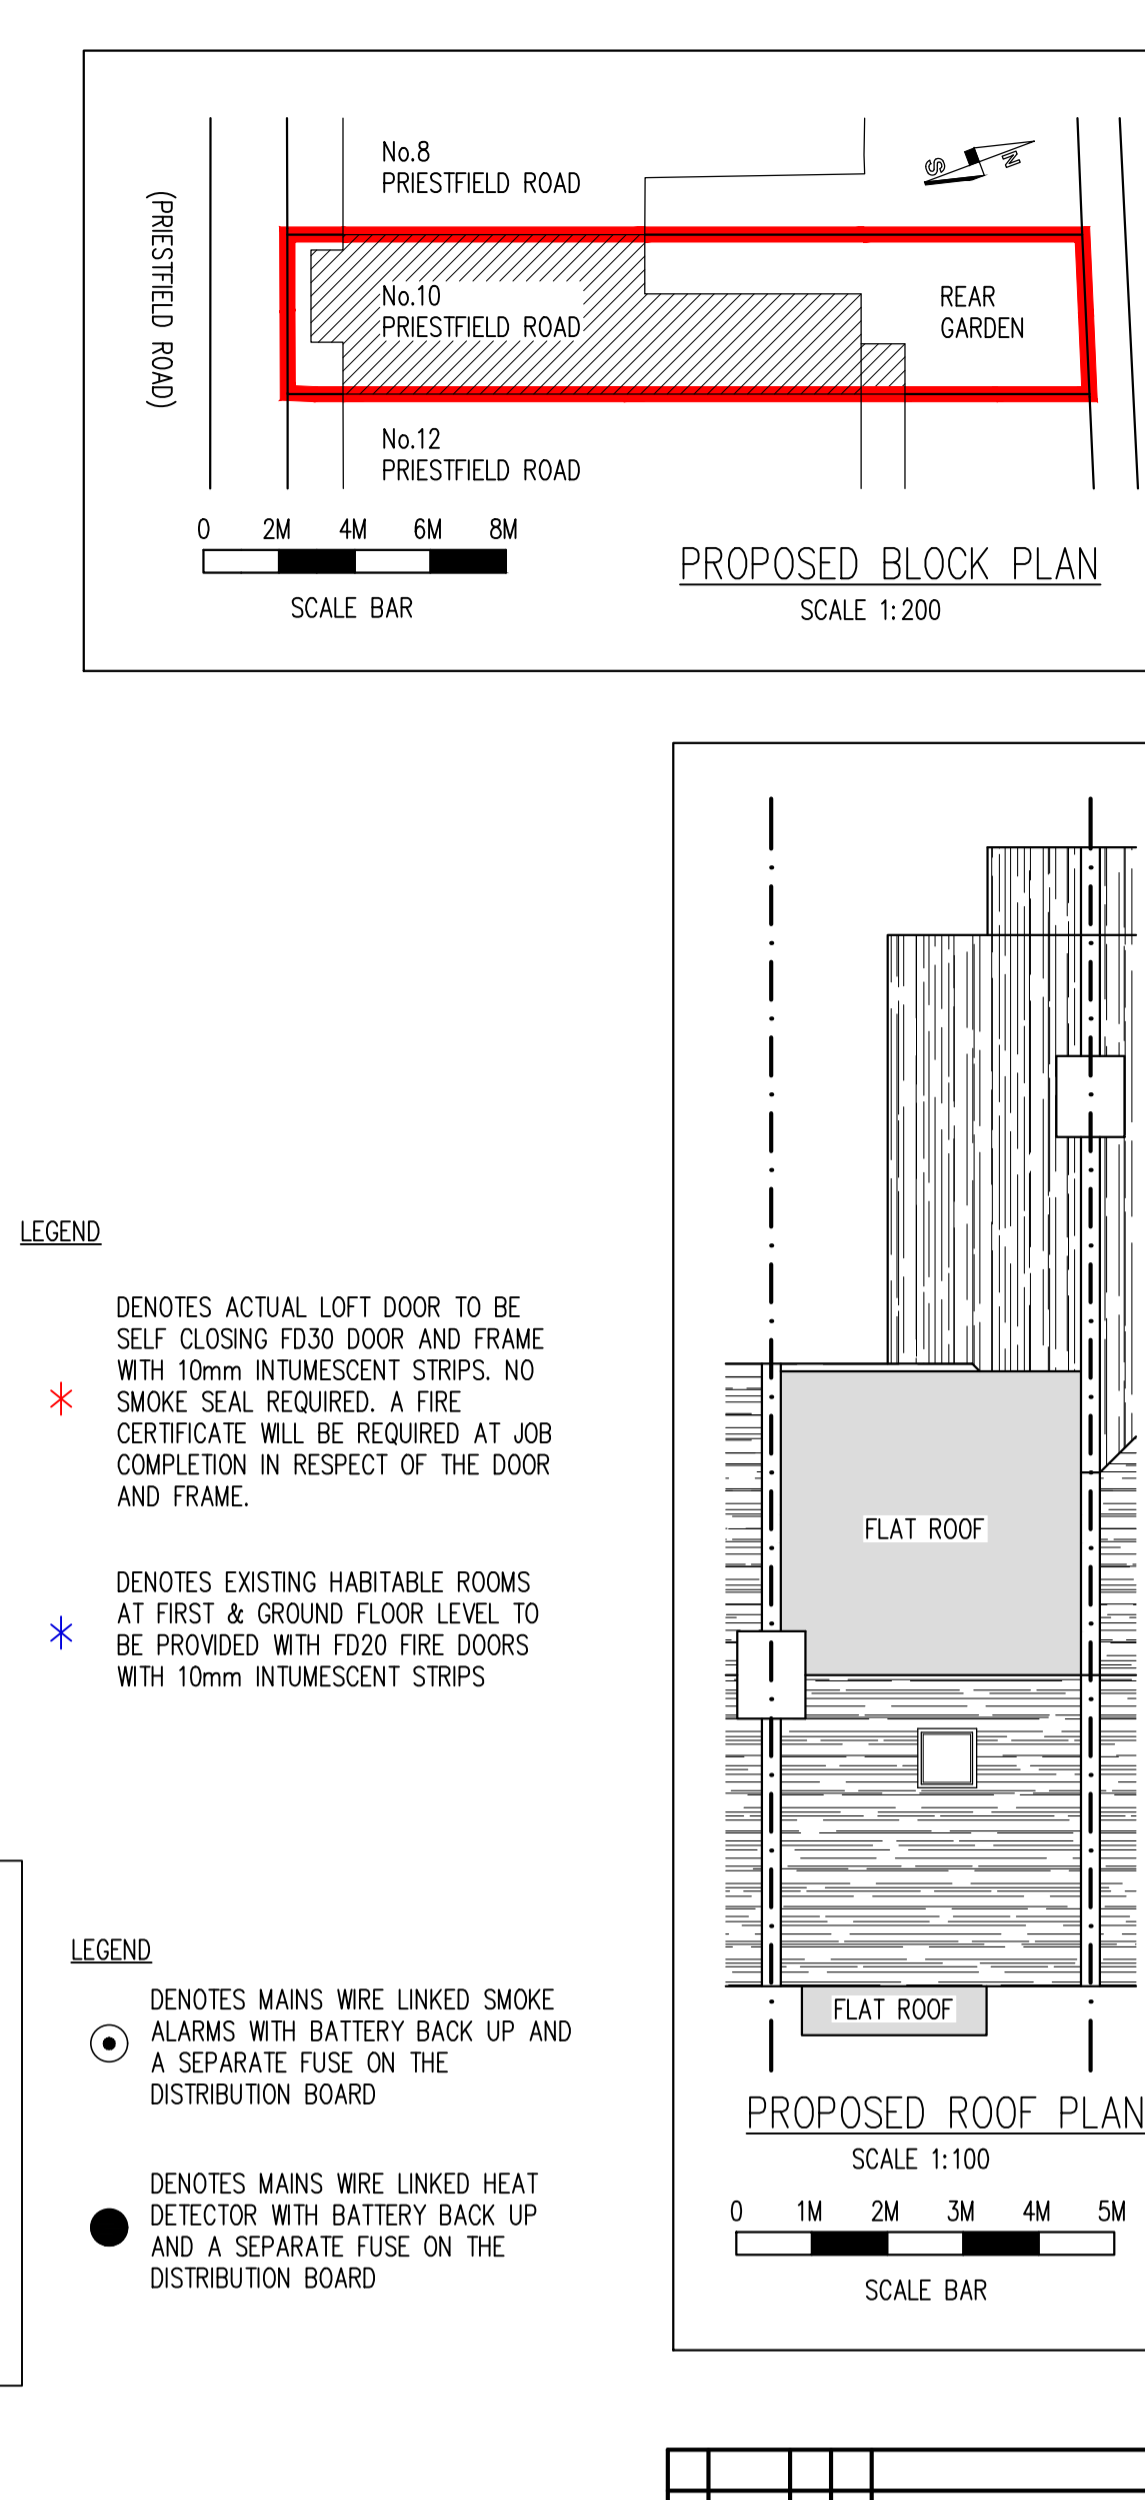 No.8
PRIESTFIELD ROAD
S
N
(PRIESTFIELD ROAD)
No.10
PRIESTFIELD ROAD
REAR
GARDEN
No.12
PRIESTFIELD ROAD
0 2M 4M 6M 8M
SCALE BAR
PROPOSED BLOCK PLAN
SCALE 1:200
LEGEND
DENOTES ACTUAL LOFT DOOR TO BE
SELF CLOSING FD30 DOOR AND FRAME
WITH 10mm INTUMESCENT STRIPS. NO
SMOKE SEAL REQUIRED. A FIRE
CERTIFICATE WILL BE REQUIRED AT JOB
COMPLETION IN RESPECT OF THE DOOR
AND FRAME.
DENOTES EXISTING HABITABLE ROOMS
AT FIRST & GROUND FLOOR LEVEL TO
BE PROVIDED WITH FD20 FIRE DOORS
WITH 10mm INTUMESCENT STRIPS
LEGEND
DENOTES MAINS WIRE LINKED SMOKE
ALARMS WITH BATTERY BACK UP AND
A SEPARATE FUSE ON THE
DISTRIBUTION BOARD
DENOTES MAINS WIRE LINKED HEAT
DETECTOR WITH BATTERY BACK UP
AND A SEPARATE FUSE ON THE
DISTRIBUTION BOARD
FLAT ROOF
FLAT ROOF
PROPOSED ROOF PLAN
SCALE 1:100
0 1M 2M 3M 4M 5M
SCALE BAR